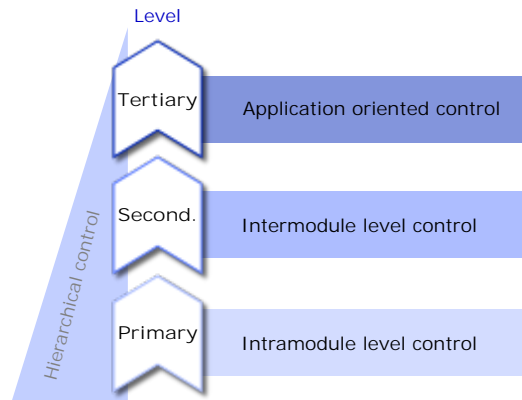 Level
Tertiary
Application oriented control
Second.
Intermodule level control
Primary
Intramodule level control
Hierarchical control